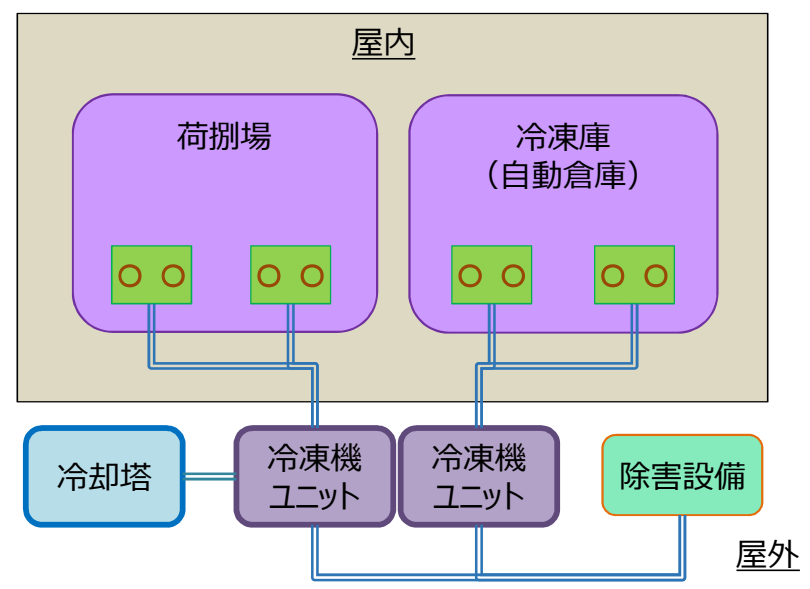 屋内
荷捌場
冷凍庫
（自動倉庫）
冷却塔
冷凍機
ユニット
冷凍機
ユニット
除害設備
屋外